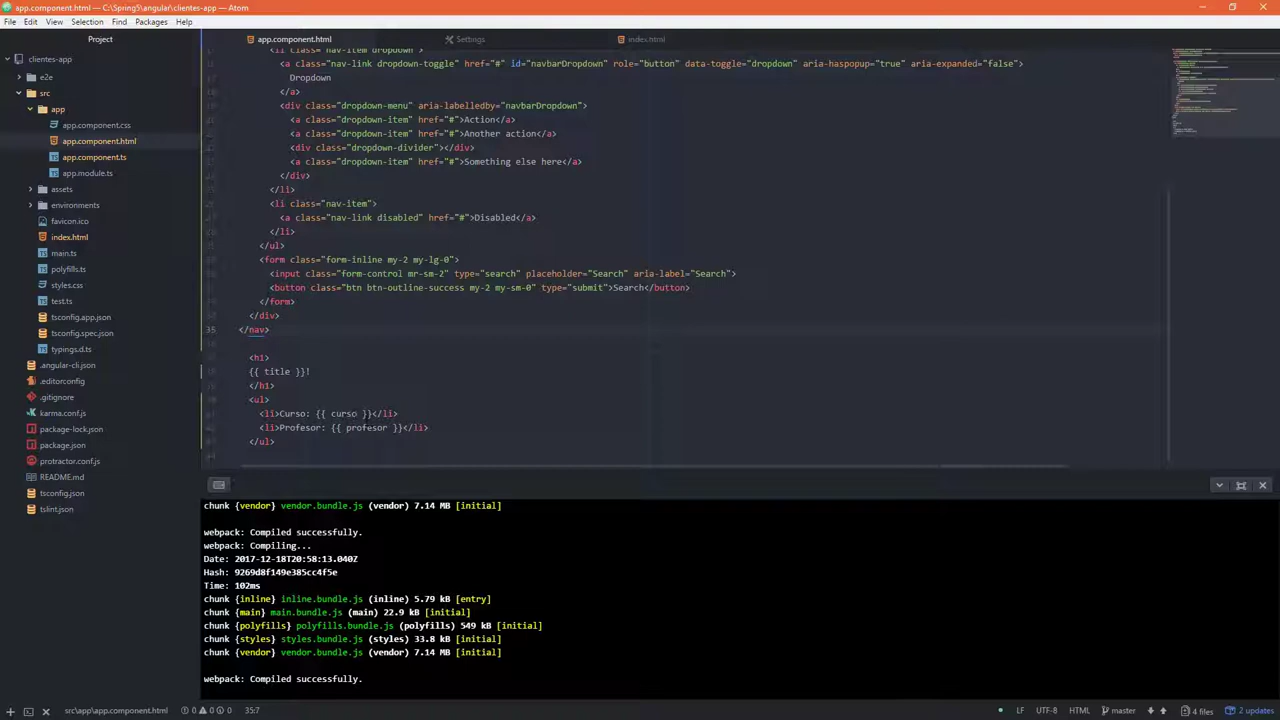 app.component.html — C:\Spring5\angular\clientes-app — Atom
File Edit View Selection Find Packages Help
Project
app.component.html
Settings
index.html
clientes-app
e2e
src
app
app.component.css
app.component.html
app.component.ts
app.module.ts
assets
environments
favicon.ico
index.html
main.ts
polyfills.ts
styles.css
test.ts
tsconfig.app.json
tsconfig.spec.json
typings.d.ts
.angular-cli.json
.editorconfig
.gitignore
karma.conf.js
package-lock.json
package.json
protractor.conf.js
README.md
tsconfig.json
tslint.json
<li class="nav-item dropdown">
<a class="nav-link dropdown-toggle" href="#" id="navbarDropdown" role="button" data-toggle="dropdown" aria-haspopup="true" aria-expanded="false">
Dropdown
</a>
<div class="dropdown-menu" aria-labelledby="navbarDropdown">
<a class="dropdown-item" href="#">Action</a>
<a class="dropdown-item" href="#">Another action</a>
<div class="dropdown-divider"></div>
<a class="dropdown-item" href="#">Something else here</a>
</div>
</li>
<li class="nav-item">
<a class="nav-link disabled" href="#">Disabled</a>
</li>
</ul>
<form class="form-inline my-2 my-lg-0">
<input class="form-control mr-sm-2" type="search" placeholder="Search" aria-label="Search">
<button class="btn btn-outline-success my-2 my-sm-0" type="submit">Search</button>
</form>
</div>
35 </nav>
<h1>
{{ title }}!
</h1>
<ul>
<li>Curso: {{ curso }}</li>
<li>Profesor: {{ profesor }}</li>
</ul>
chunk {vendor} vendor.bundle.js (vendor) 7.14 MB [initial]
webpack: Compiled successfully.
webpack: Compiling...
Date: 2017-12-18T20:58:13.040Z
Hash: 9269d8f149e385cc4f5e
Time: 102ms
chunk {inline} inline.bundle.js (inline) 5.79 kB [entry]
chunk {main} main.bundle.js (main) 22.9 kB [initial]
chunk {polyfills} polyfills.bundle.js (polyfills) 549 kB [initial]
chunk {styles} styles.bundle.js (styles) 33.8 kB [initial]
chunk {vendor} vendor.bundle.js (vendor) 7.14 MB [initial]
webpack: Compiled successfully.
src\app\app.component.html 0 0 0 35:7 LF UTF-8 HTML master 4 files 2 updates